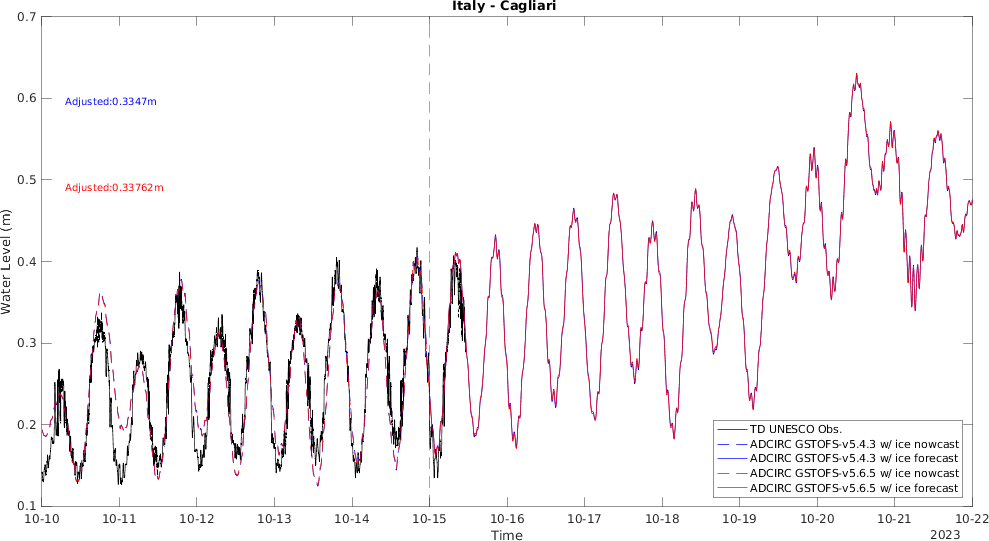 Italy - Cagliari
0.7
0.6
0.5
0.4
0.3
0.2
0.1
Water Level (m)
Adjusted:0.3347m
Adjusted:0.33762m
TD UNESCO Obs.
ADCIRC GSTOFS-v5.4.3 w/ ice nowcast
ADCIRC GSTOFS-v5.4.3 w/ ice forecast
ADCIRC GSTOFS-v5.6.5 w/ ice nowcast
ADCIRC GSTOFS-v5.6.5 w/ ice forecast
10-10 10-11 10-12 10-13 10-14 10-15 10-16 10-17 10-18 10-19 10-20 10-21 10-22
Time
2023